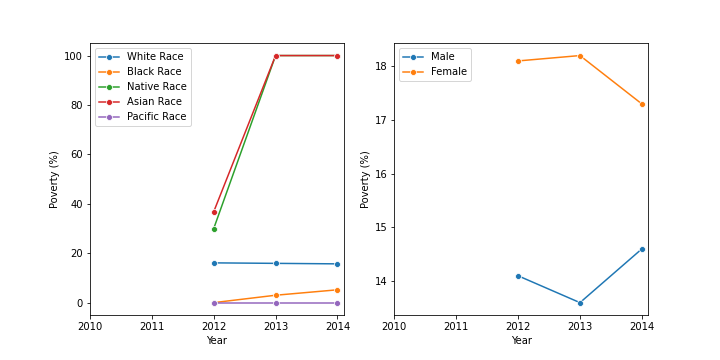 White Race
Black Race
Native Race
Asian Race
Pacific Race
100
80
60
40
20
0
Poverty (%)
2010 2011 2012 2013 2014
Year
Male
Female
18
17
16
15
14
Poverty (%)
2010 2011 2012 2013 2014
Year